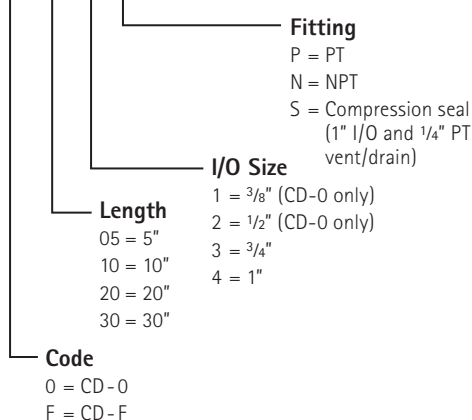 Fitting
P = PT
N = NPT
S = Compression seal
(1" I/O and 1/4" PT
vent/drain)
I/O Size
1 = 3/8" (CD-0 only)
2 = 1/2" (CD-0 only)
3 = 3/4"
4 = 1"
Length
05 = 5"
10 = 10"
20 = 20"
30 = 30"
Code
0 = CD-0
F = CD-F